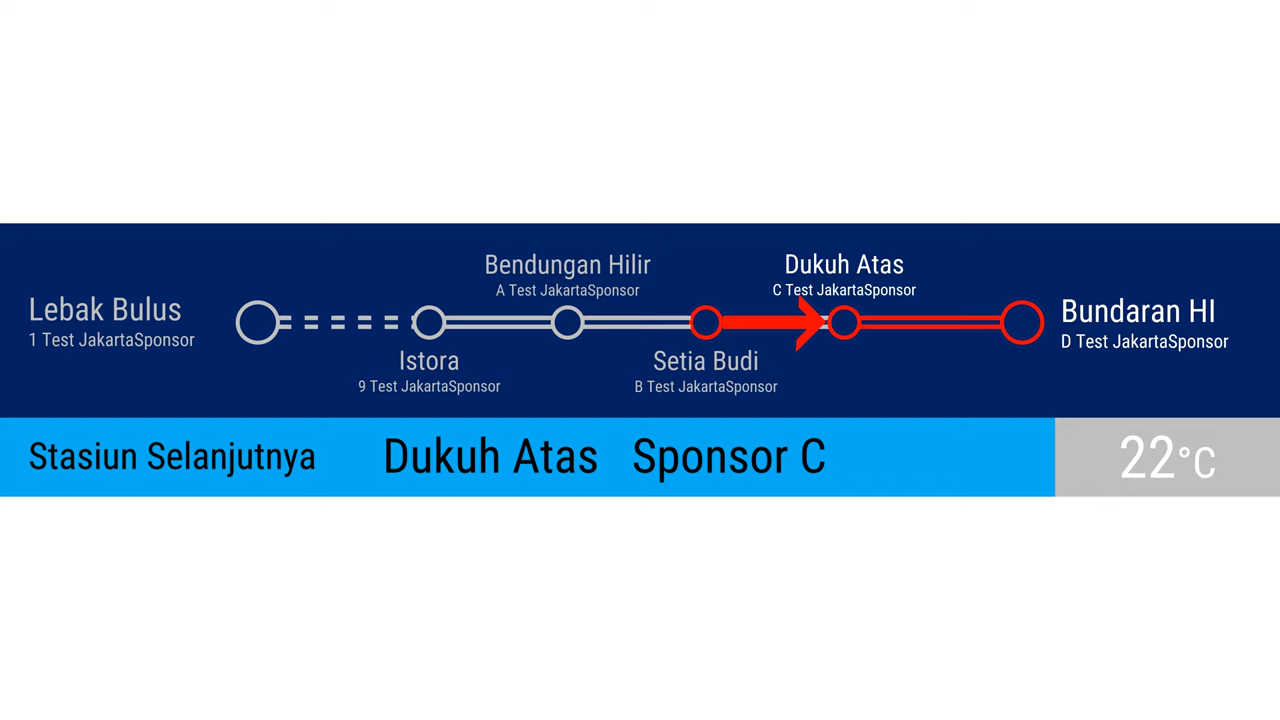 Lebak Bulus
1 Test JakartaSponsor
Istora
9 Test JakartaSponsor
Bendungan Hilir
A Test JakartaSponsor
Setia Budi
B Test JakartaSponsor
Dukuh Atas
C Test JakartaSponsor
Bundaran HI
D Test JakartaSponsor
Stasiun Selanjutnya Dukuh Atas Sponsor C 22°C